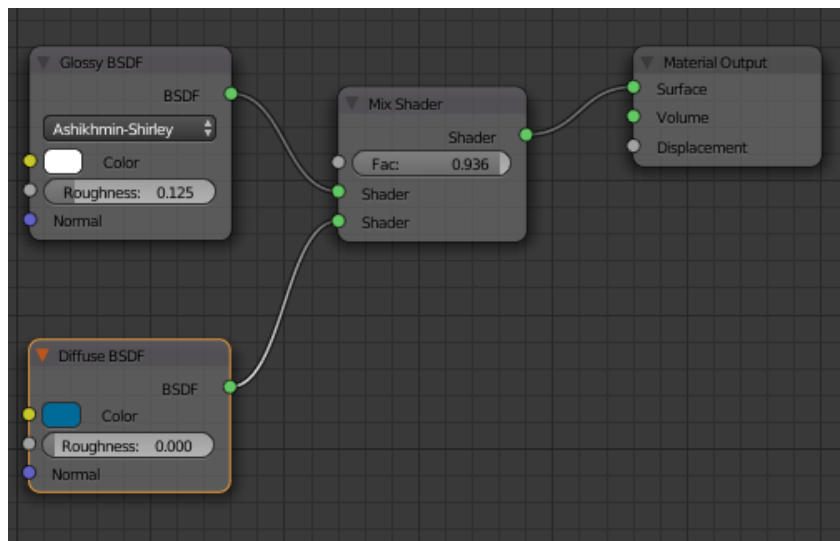 Glossy BSDF
BSDF
Ashikhmin-Shirley
Color
Roughness: 0.125
Normal
Mix Shader
Shader
Fac: 0.936
Shader
Shader
Material Output
Surface
Volume
Displacement
Diffuse BSDF
BSDF
Color
Roughness: 0.000
Normal